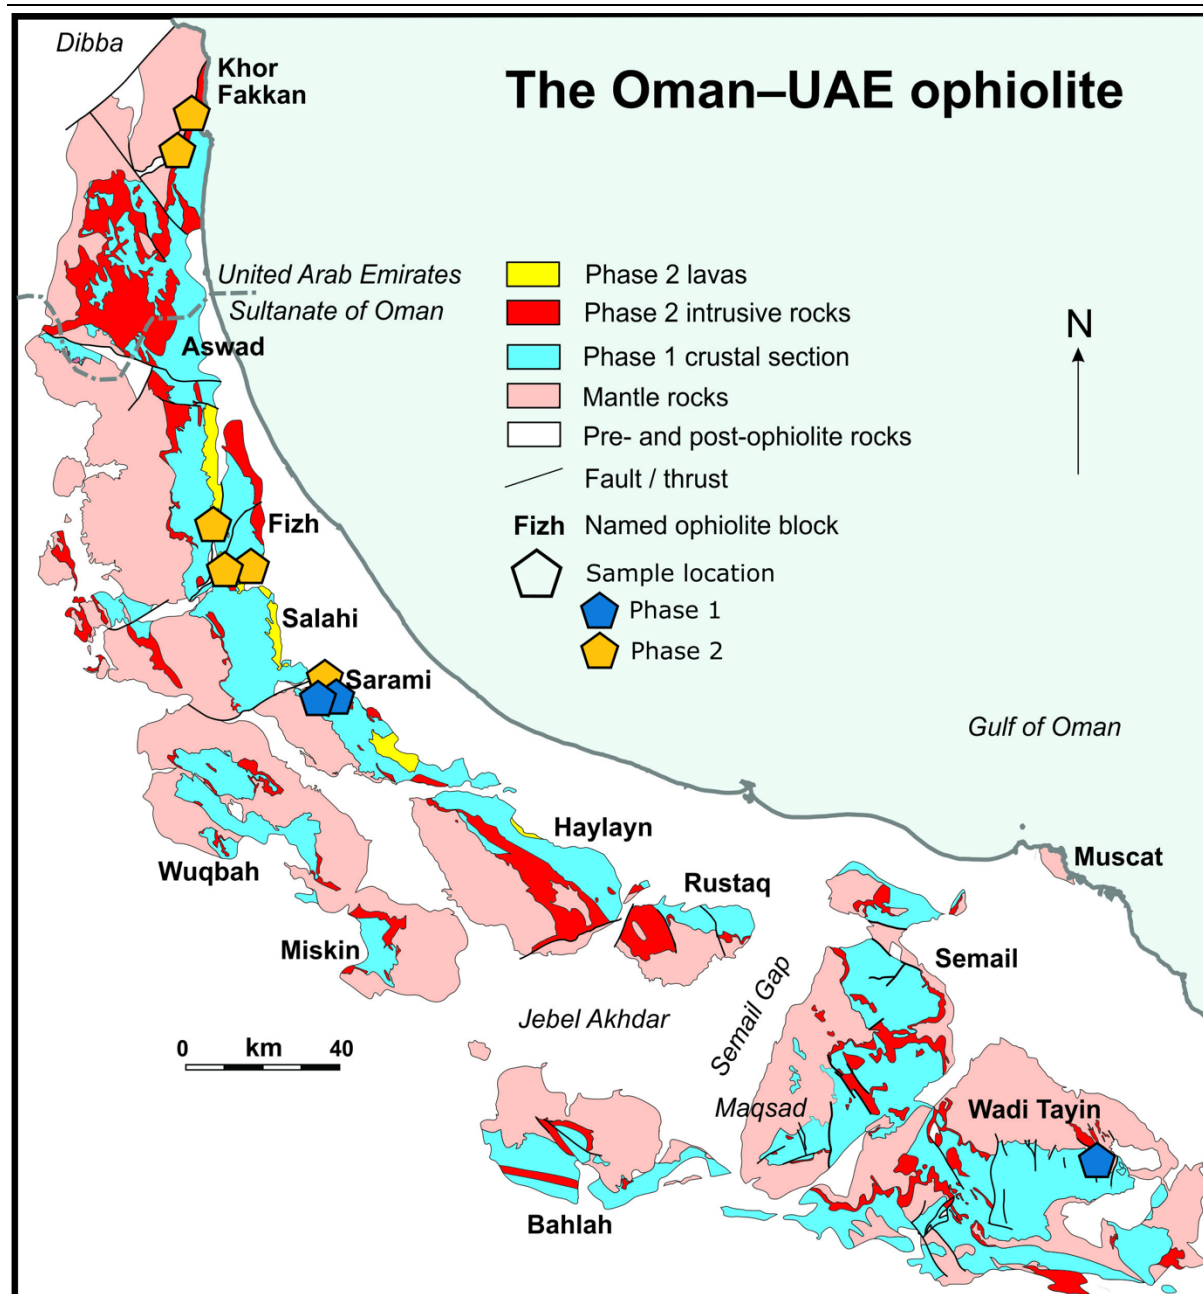 Dibba
Khor
Fakkan
The Oman–UAE ophiolite
United Arab Emirates
Sultanate of Oman
Aswad
Phase 2 lavas
Phase 2 intrusive rocks
Phase 1 crustal section
Mantle rocks
Pre- and post-ophiolite rocks
Fault / thrust
Fizh Named ophiolite block
Sample location
Phase 1
Phase 2
N
Fizh
Salahi
Sarami
Gulf of Oman
Haylayn
Wuqbah
Rustaq
Muscat
Miskin
Semail
Jebel Akhdar
Semail Gap
0 km 40
Maqsad
Wadi Tayin
Bahlah